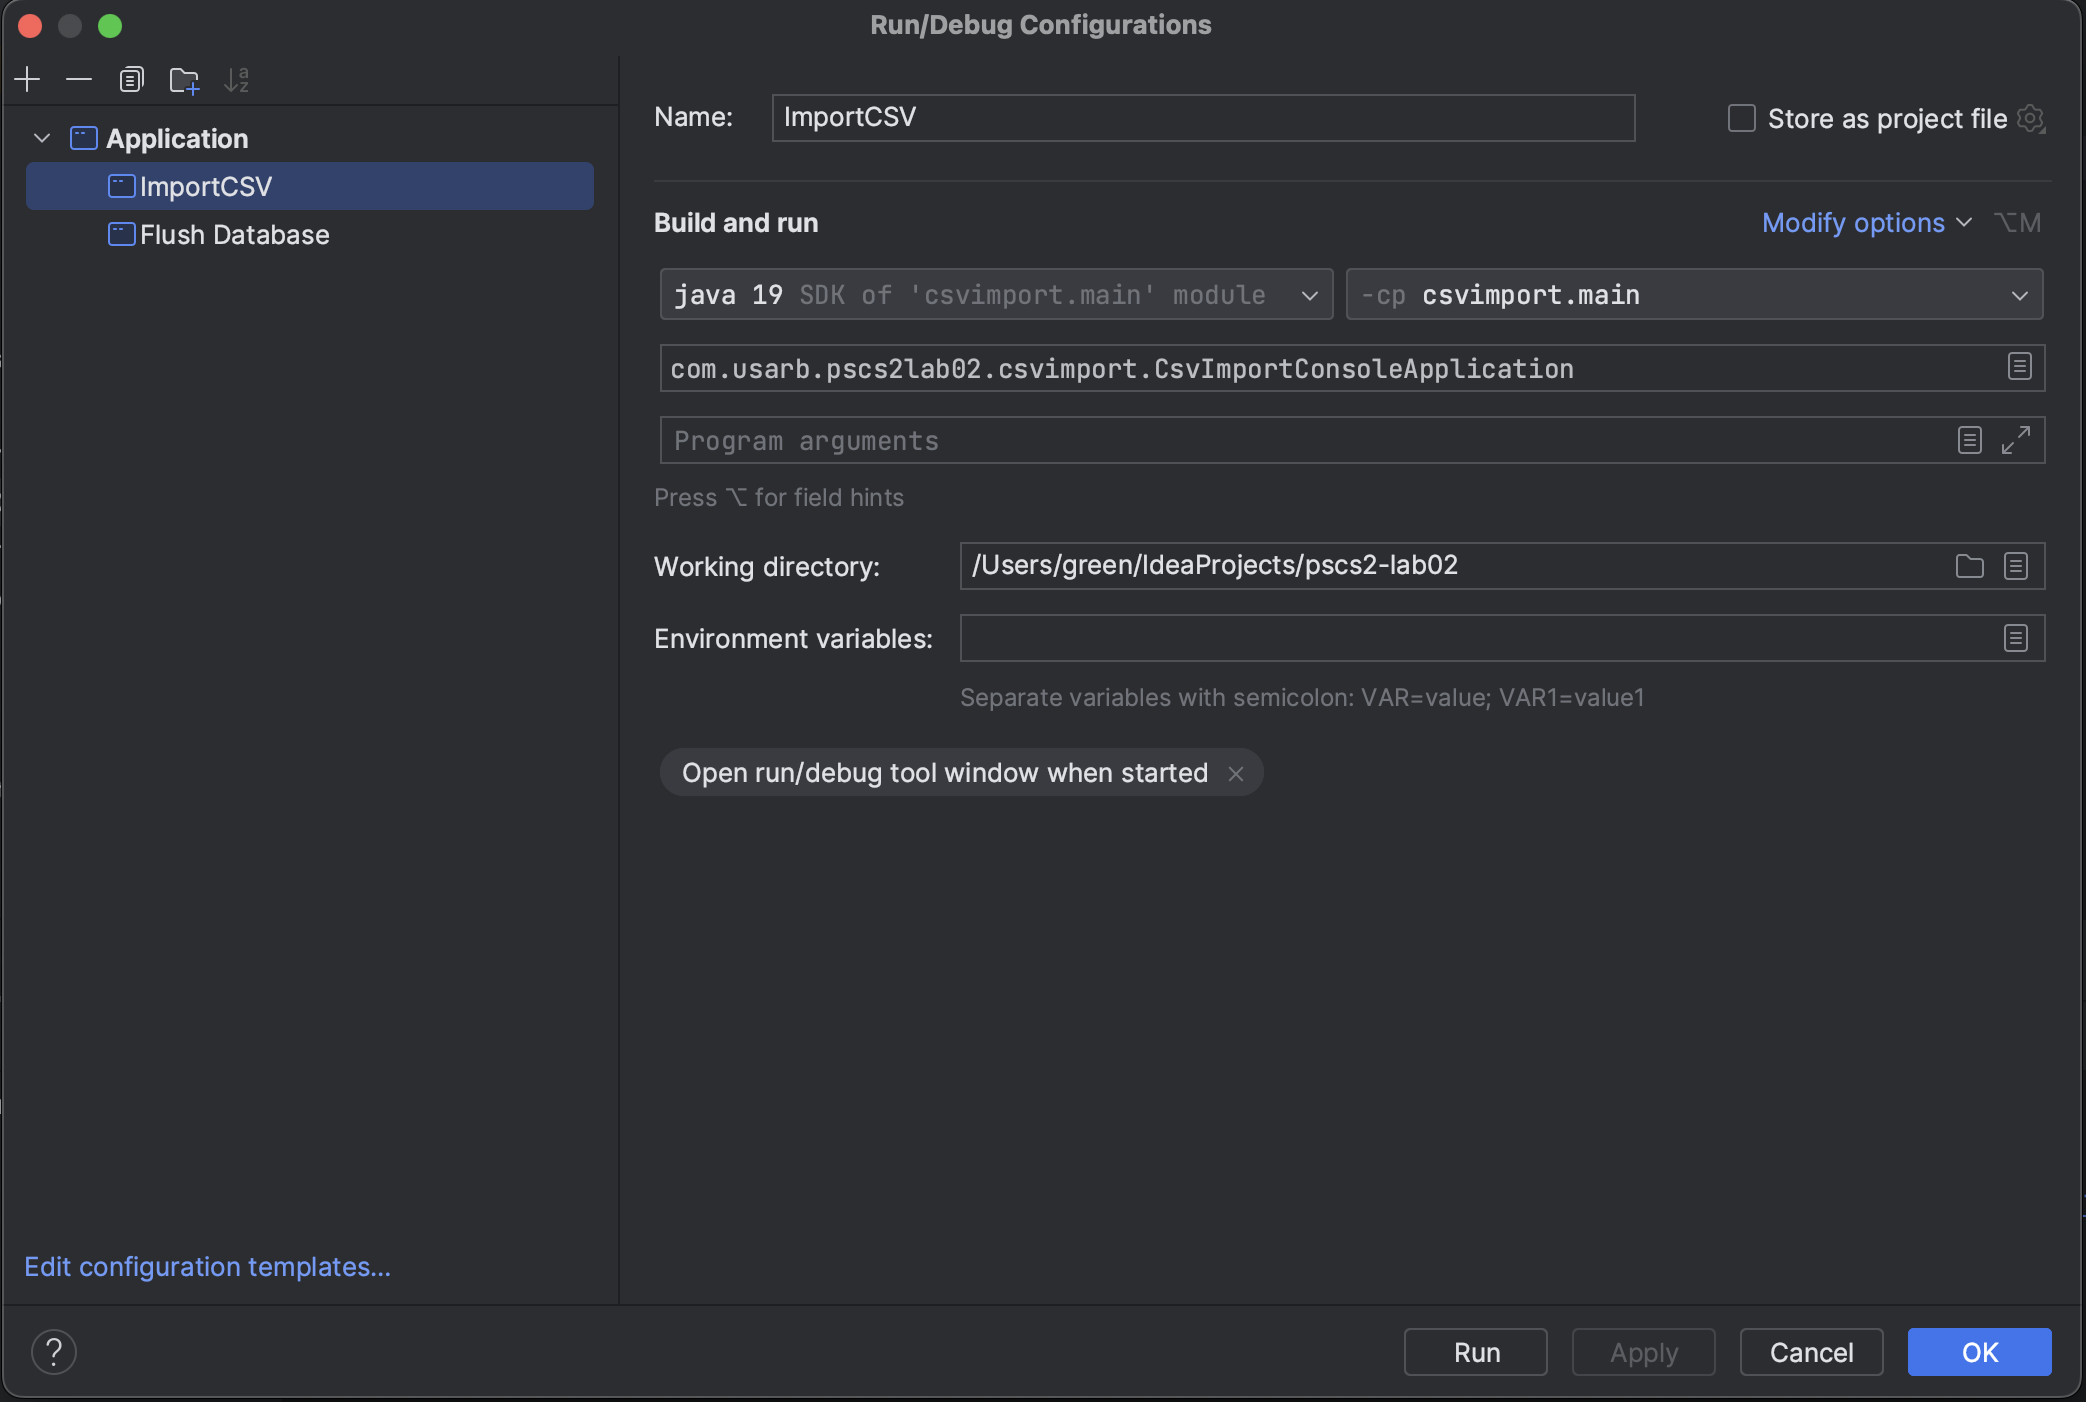 Run/Debug Configurations
Application
ImportCSV
Flush Database
Edit configuration templates...
Name: ImportCSV
Store as project file
Build and run
Modify options ⌥M
java 19 SDK of 'csvimport.main' module
-cp csvimport.main
com.usarb.pscs2lab02.csvimport.CsvImportConsoleApplication
Program arguments
Press ⌥ for field hints
Working directory: /Users/green/IdeaProjects/pscs2-lab02
Environment variables:
Separate variables with semicolon: VAR=value; VAR1=value1
Open run/debug tool window when started
?
Run
Apply
Cancel
OK